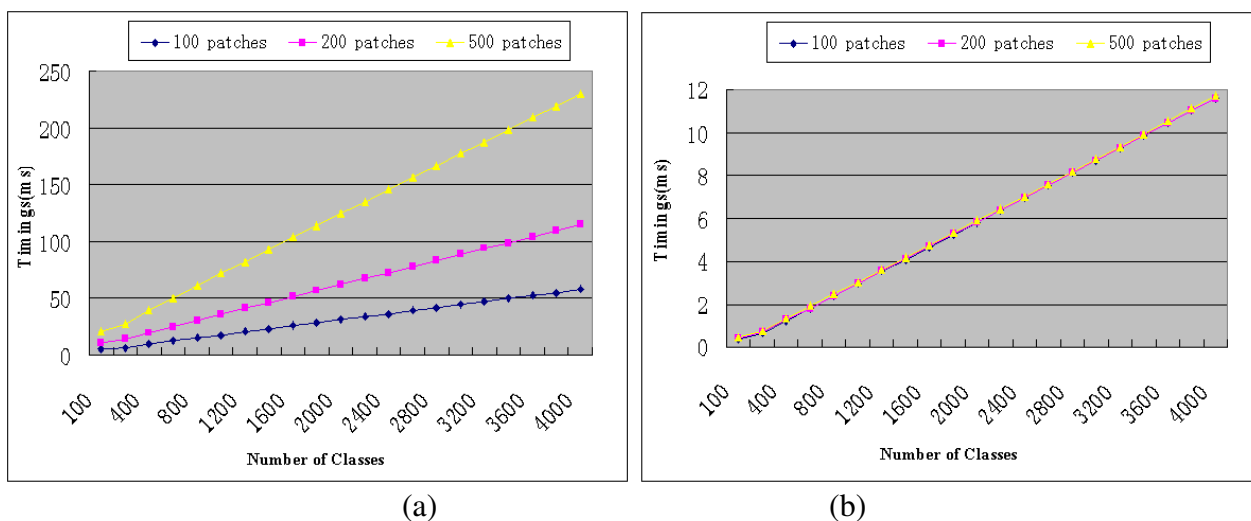 100 patches 200 patches 500 patches
250
200
150
100
50
0
Timings(ms)
100 400 800 1200 1600 2000 2400 2800 3200 3600 4000
Number of Classes
(a)
100 patches 200 patches 500 patches
12
10
8
6
4
2
0
Timings(ms)
100 400 800 1200 1600 2000 2400 2800 3200 3600 4000
Number of Classes
(b)